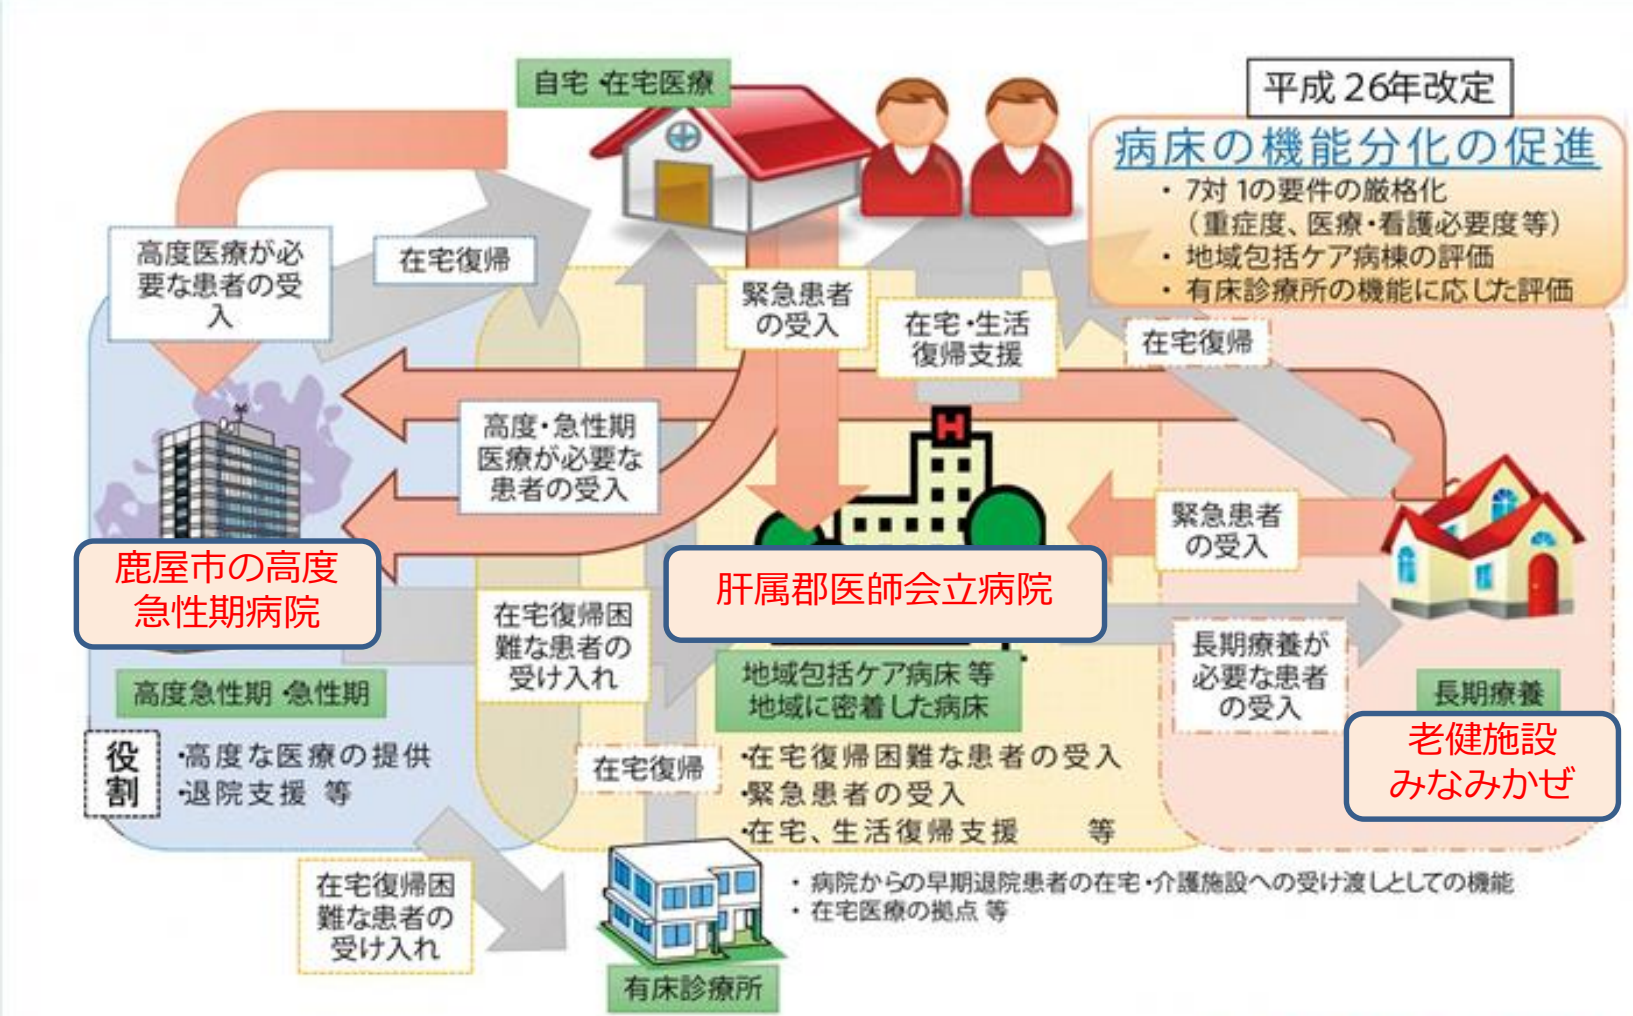 自宅・在宅医療
平成26年改定
病床の機能分化の促進
・ 7対1の要件の厳格化
（重症度、医療・看護必要度等）
・ 地域包括ケア病棟の評価
・ 有床診療所の機能に応じた評価
高度医療が必
要な患者の受
入
在宅復帰
緊急患者
の受入
在宅・生活
復帰支援
在宅復帰
高度・急性期
医療が必要な
患者の受入
H
緊急患者
の受入
鹿屋市の高度
急性期病院
肝属郡医師会立病院
在宅復帰困
難な患者の
受け入れ
長期療養が
必要な患者
の受入
高度急性期・急性期
地域包括ケア病床 等
地域に密着した病床
長期療養
老健施設
みなみかぜ
役
割
・高度な医療の提供
・退院支援 等
在宅復帰
・在宅復帰困難な患者の受入
・緊急患者の受入
・在宅、生活復帰支援 等
在宅復帰困
難な患者の
受け入れ
・ 病院からの早期退院患者の在宅・介護施設への受け渡しとしての機能
・ 在宅医療の拠点 等
有床診療所